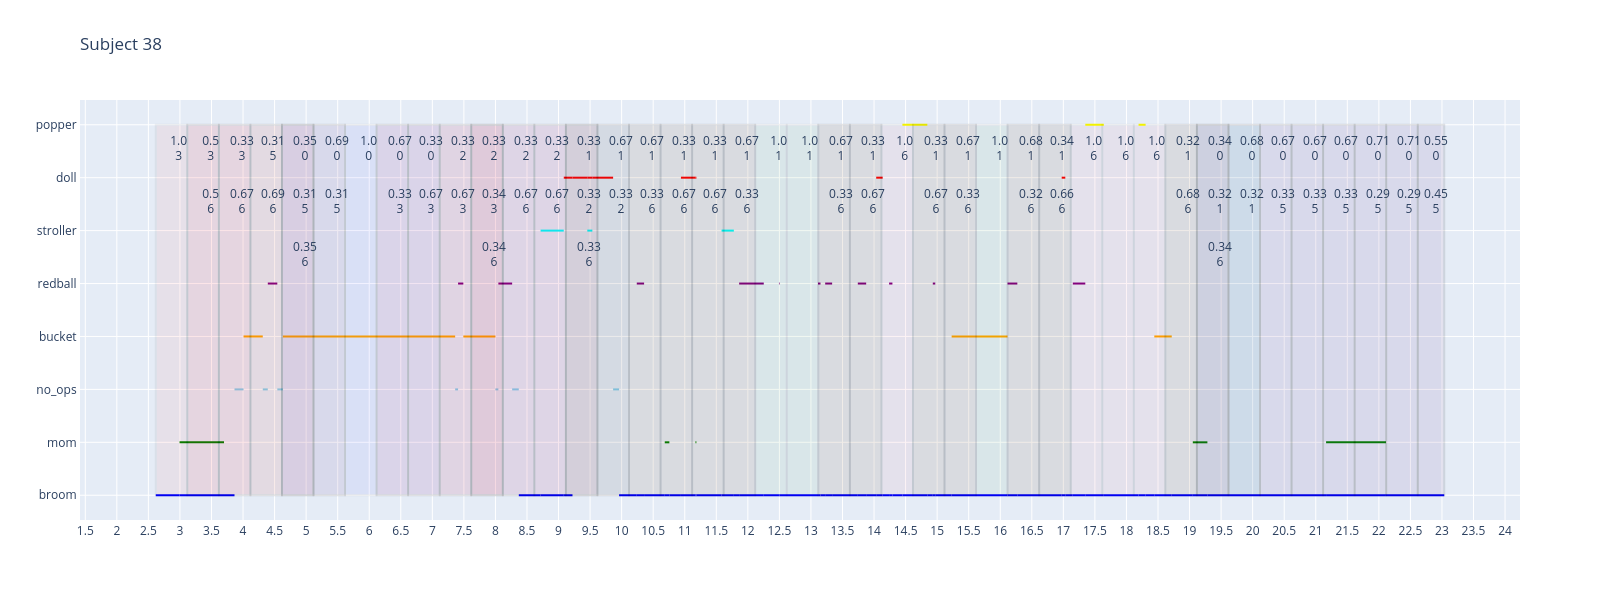 Subject 38
popper
1.0 0.5 0.33 0.31 0.35 0.69 1.0 0.67 0.33 0.33 0.33 0.33 0.33 0.33 0.67 0.67 0.33 0.33 0.67 1.0 1.0 0.67 0.33 1.0 0.33 0.67 1.0 0.68 0.34 1.0 1.0 1.0 0.32 0.34 0.68 0.67 0.67 0.67 0.71 0.71 0.55
3 3 3 5 0 0 0 0 0 2 2 2 2 1 1 1 1 1 1 1 1 1 1 6 1 1 1 1 1 6 6 6 1 0 0 0 0 0 0 0 0
doll
0.5 0.67 0.69 0.31 0.31 0.33 0.67 0.67 0.34 0.67 0.67 0.33 0.33 0.33 0.67 0.67 0.33 0.33 0.67 0.67 0.33 0.32 0.66 0.68 0.32 0.32 0.33 0.33 0.33 0.29 0.29 0.45
6 6 6 5 5 3 3 3 3 6 6 2 2 6 6 6 6 6 6 6 6 6 6 6 1 1 5 5 5 5 5 5
stroller
0.35 0.34 0.33 0.34
6 6 6 6
redball
bucket
no_ops
mom
broom
1.5 2 2.5 3 3.5 4 4.5 5 5.5 6 6.5 7 7.5 8 8.5 9 9.5 10 10.5 11 11.5 12 12.5 13 13.5 14 14.5 15 15.5 16 16.5 17 17.5 18 18.5 19 19.5 20 20.5 21 21.5 22 22.5 23 23.5 24